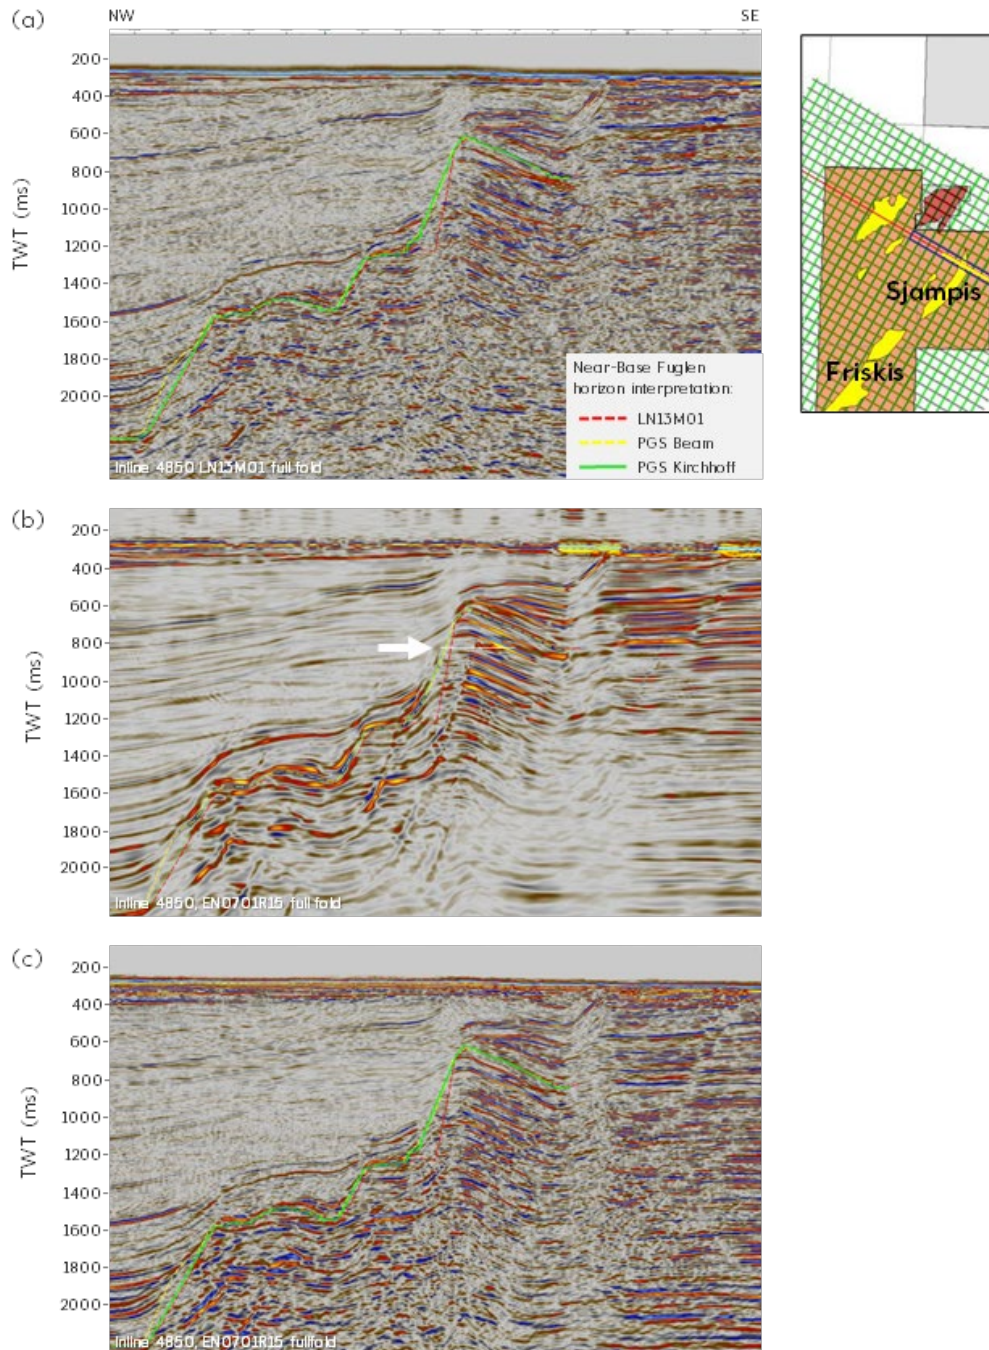 (a)
NW
SE
200
400
600
800
1000
1200
1400
1600
1800
2000
TWT (ms)
Near-Base Fuglen
horizon interpretation:
LN13M01
PGS Beam
PGS Kirchhoff
Inline 4850 LN13M01 full fold
Sjampis
Friskis
(b)
200
400
600
800
1000
1200
1400
1600
1800
2000
TWT (ms)
Inline 4850, EN0701R15 full fold
(c)
200
400
600
800
1000
1200
1400
1600
1800
2000
TWT (ms)
Inline 4850, EN0701R15 fullfold